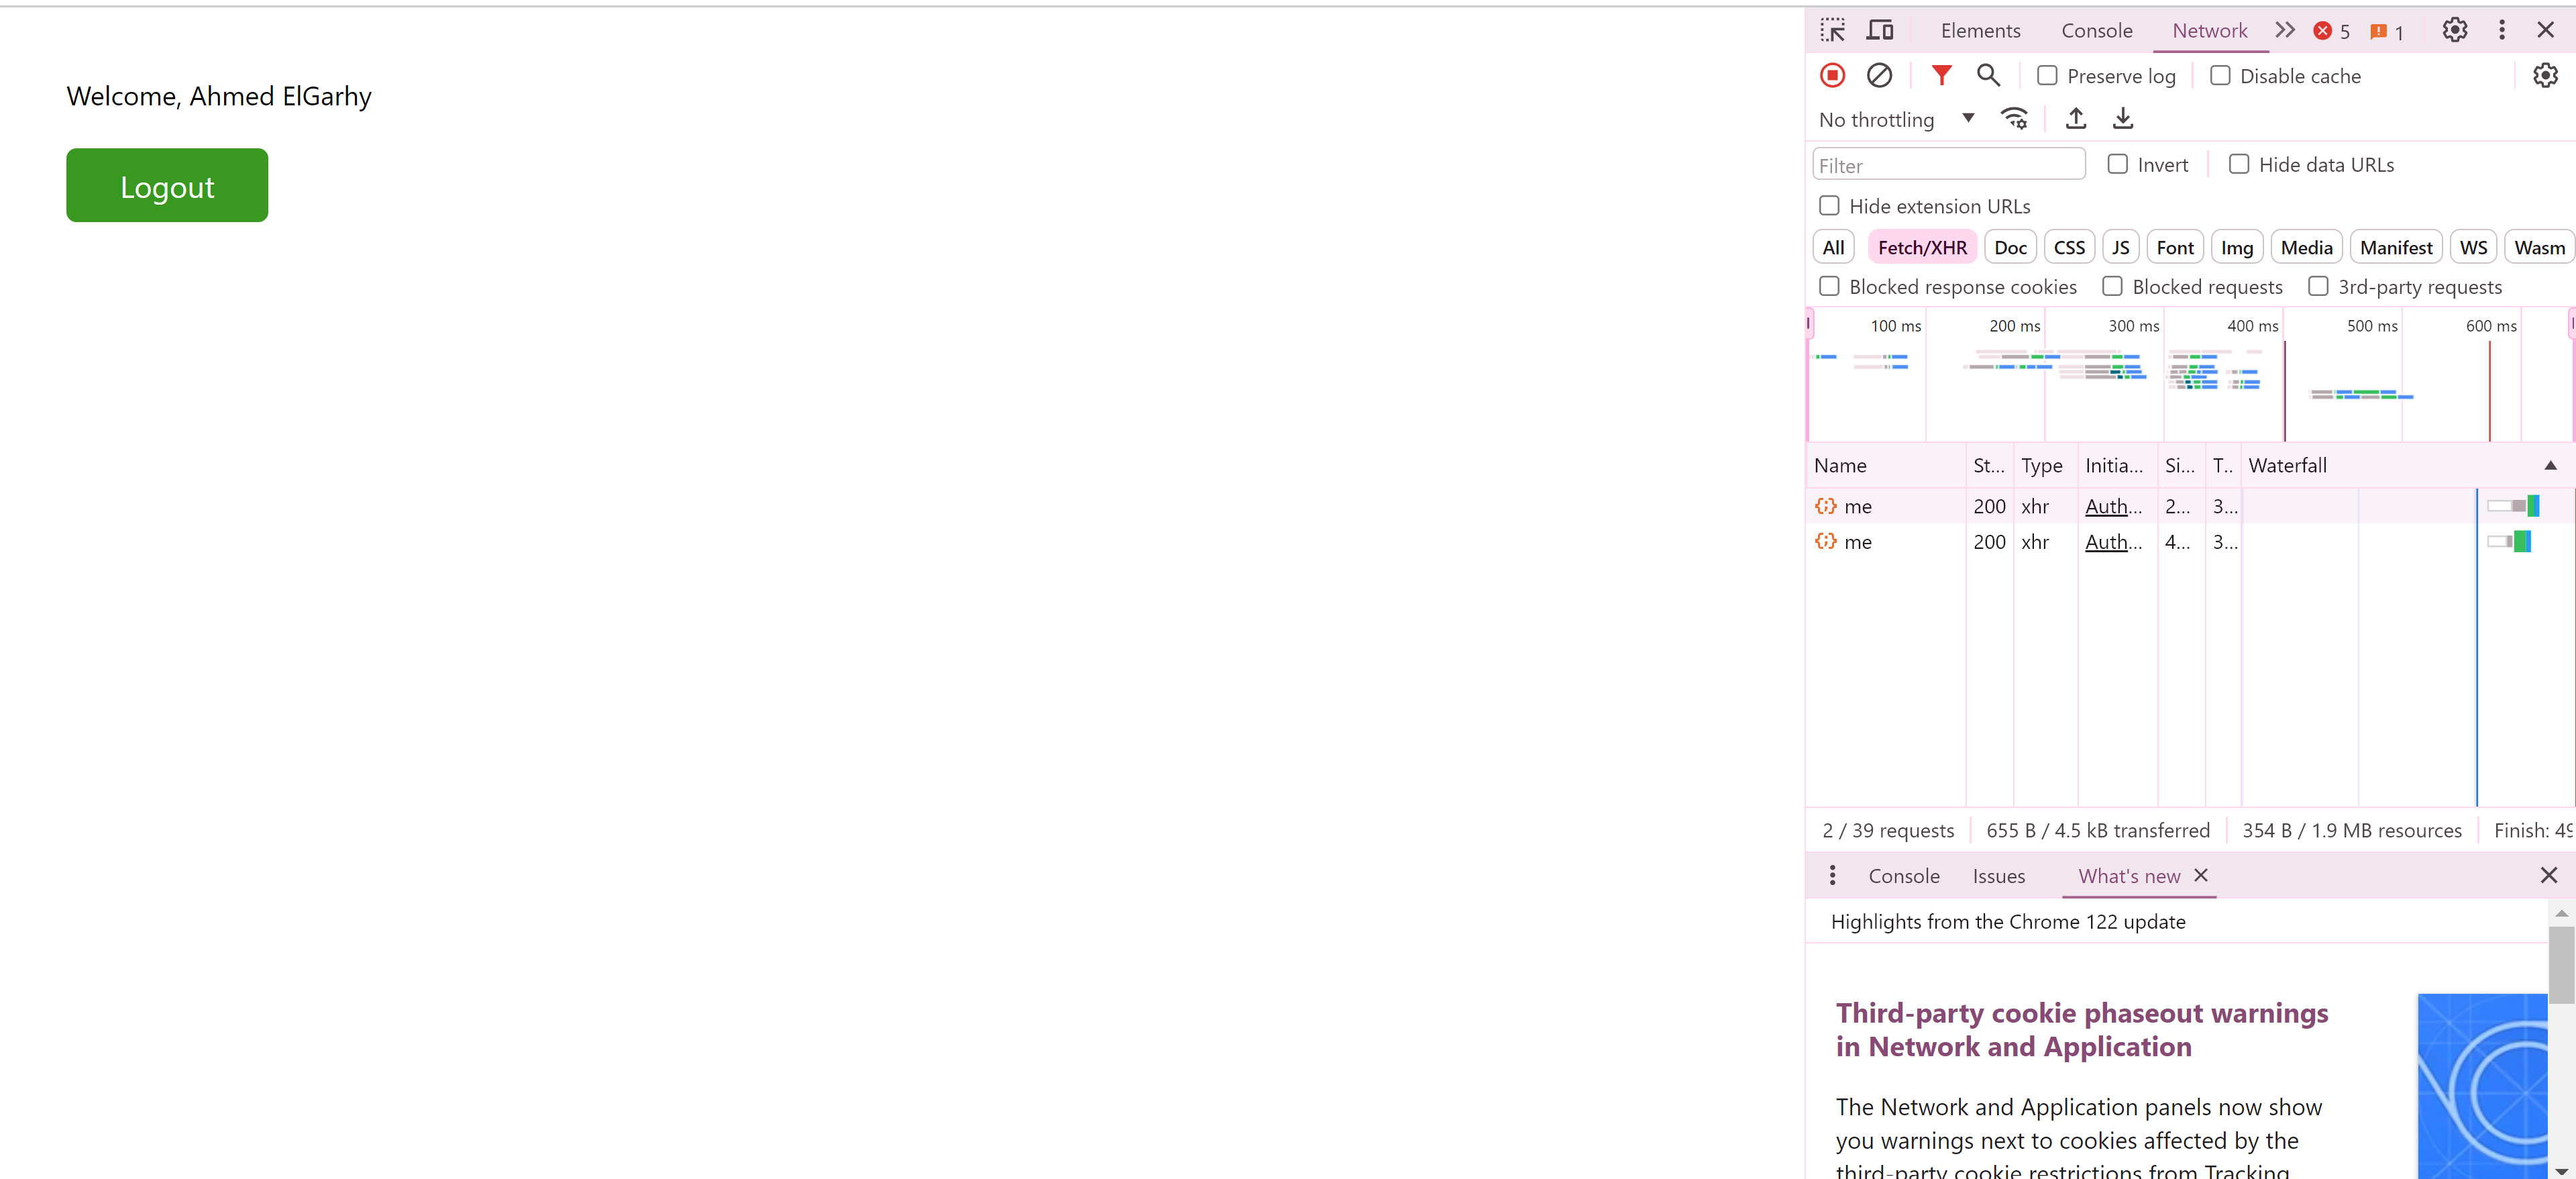 Welcome, Ahmed ElGarhy
Logout
Elements Console Network 5 1
Preserve log Disable cache
No throttling
Filter Invert Hide data URLs
Hide extension URLs
All Fetch/XHR Doc CSS JS Font Img Media Manifest WS Wasm
Blocked response cookies Blocked requests 3rd-party requests
100 ms 200 ms 300 ms 400 ms 500 ms 600 ms
Name St... Type Initia... Si... T.. Waterfall
me 200 xhr Auth... 2... 3...
me 200 xhr Auth... 4... 3...
2 / 39 requests 655 B / 4.5 kB transferred 354 B / 1.9 MB resources Finish: 49
Console Issues What's new
Highlights from the Chrome 122 update
Third-party cookie phaseout warnings
in Network and Application
The Network and Application panels now show
you warnings next to cookies affected by the
third-party cookie restrictions from Tracking